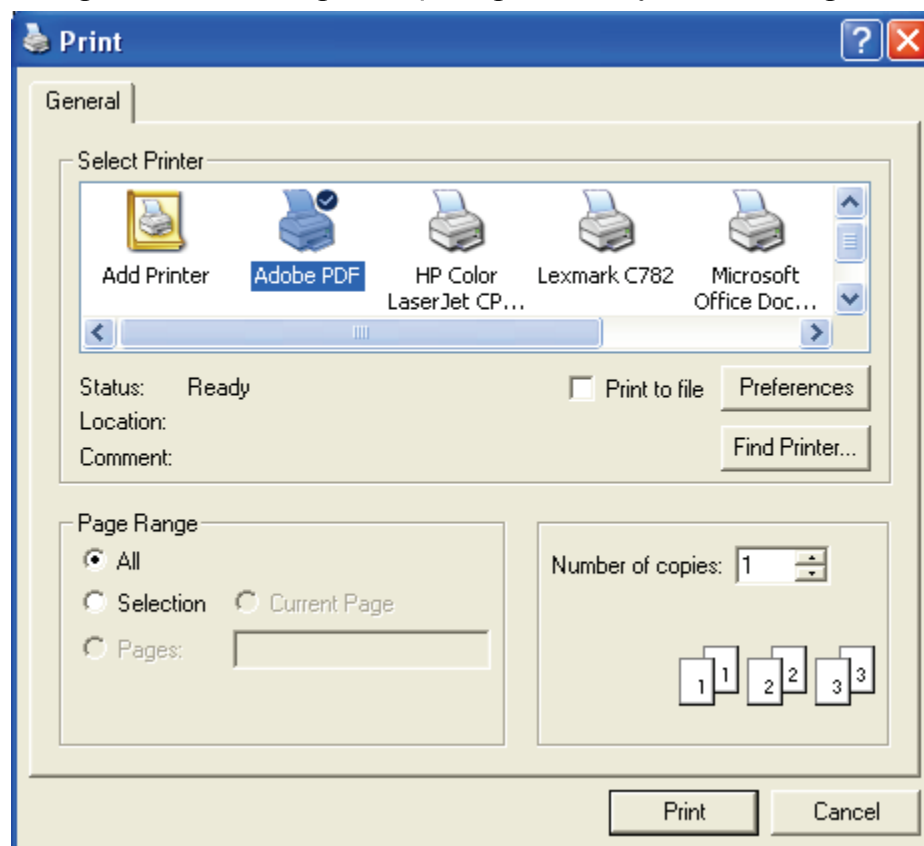 Print
General
Select Printer
Add Printer
Adobe PDF
HP Color
LaserJet CP...
Lexmark C782
Microsoft
Office Doc...
Status: Ready
Print to file
Preferences
Location:
Find Printer...
Comment:
Page Range
All
Selection
Current Page
Pages:
Number of copies: 1
1 1 2 2 3 3
Print
Cancel